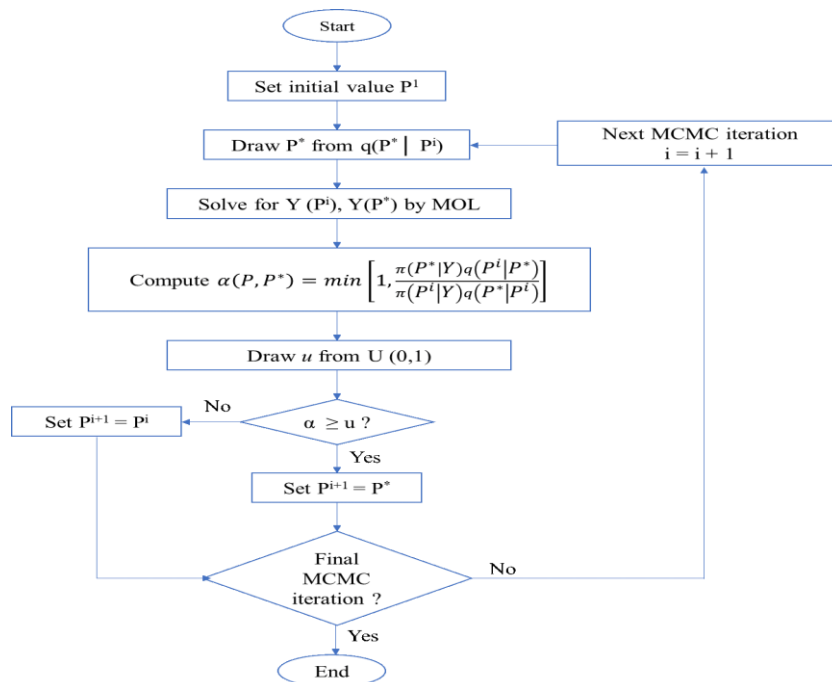 Start
Set initial value P¹
Draw P* from q(P* | Pⁱ)
Next MCMC iteration
i = i + 1
Solve for Y (Pⁱ), Y(P*) by MOL
Compute α(P, P*) = min [1, π(P*|Y)q(Pⁱ|P*) / π(Pⁱ|Y)q(P*|Pⁱ)]
Draw u from U (0,1)
No
Set Pⁱ⁺¹ = Pⁱ
α ≥ u ?
Yes
Set Pⁱ⁺¹ = P*
Final
MCMC
iteration ?
No
Yes
End